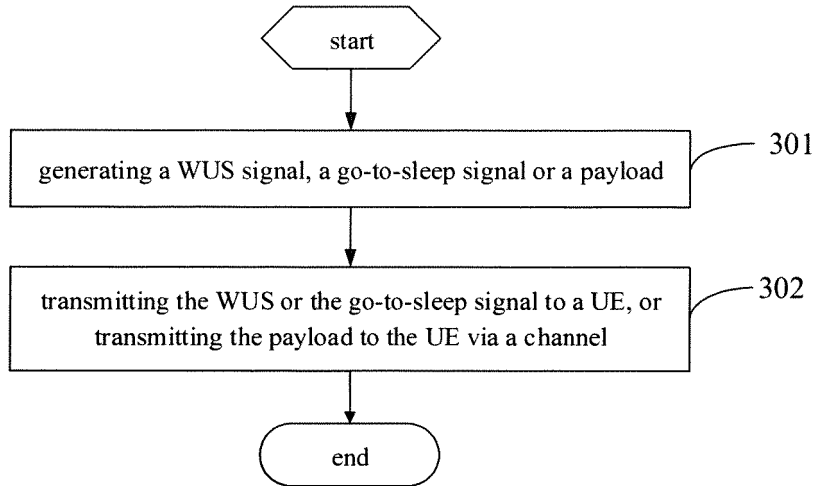 start
generating a WUS signal, a go-to-sleep signal or a payload
301
transmitting the WUS or the go-to-sleep signal to a UE, or
transmitting the payload to the UE via a channel
302
end